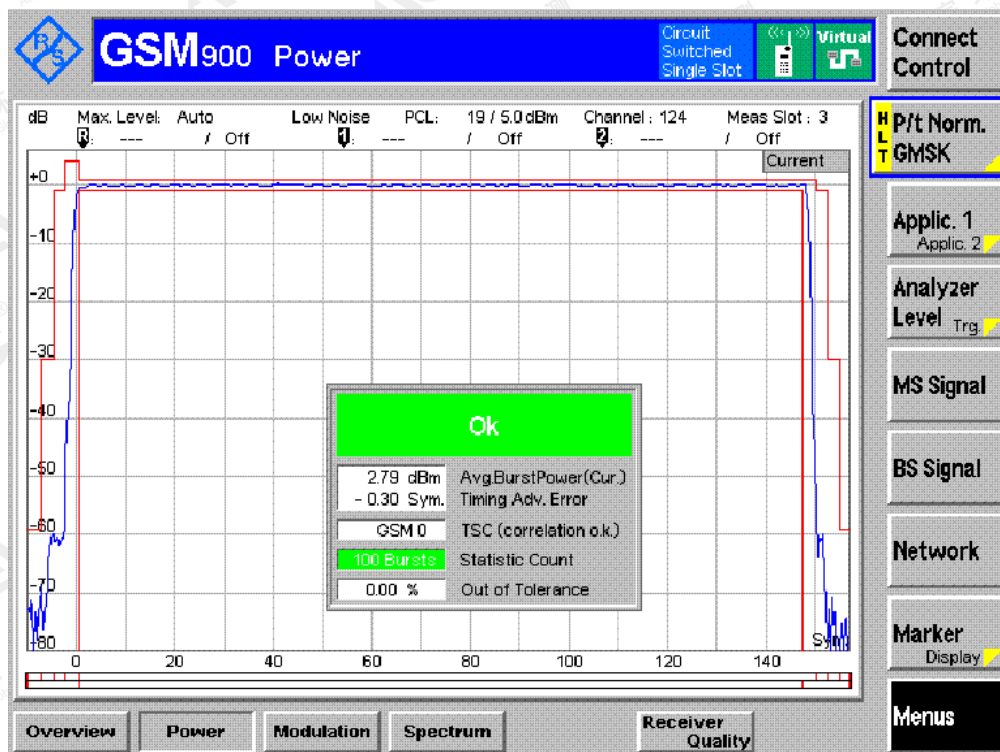 R/S
GSM900 Power
Circuit
Switched
Single Slot
Virtual
Connect
Control
dB Max. Level: Auto Low Noise PCL: 19 / 5.0 dBm Channel : 124 Meas Slot : 3
R: --- / Off 1: --- / Off 2: --- / Off
Current
HLT
P/t Norm.
GMSK
Applic. 1
Applic. 2
Analyzer
Level Trg.
MS Signal
BS Signal
Network
Marker
Display
Menus
+0
-10
-20
-30
-40
-50
-60
-70
-80
Ok
2.79 dBm Avg.BurstPower(Cur.)
- 0.30 Sym. Timing Adv. Error
GSM 0 TSC (correlation o.k.)
100 Bursts Statistic Count
0.00 % Out of Tolerance
0 20 40 60 80 100 120 140
Overview Power Modulation Spectrum Receiver
Quality